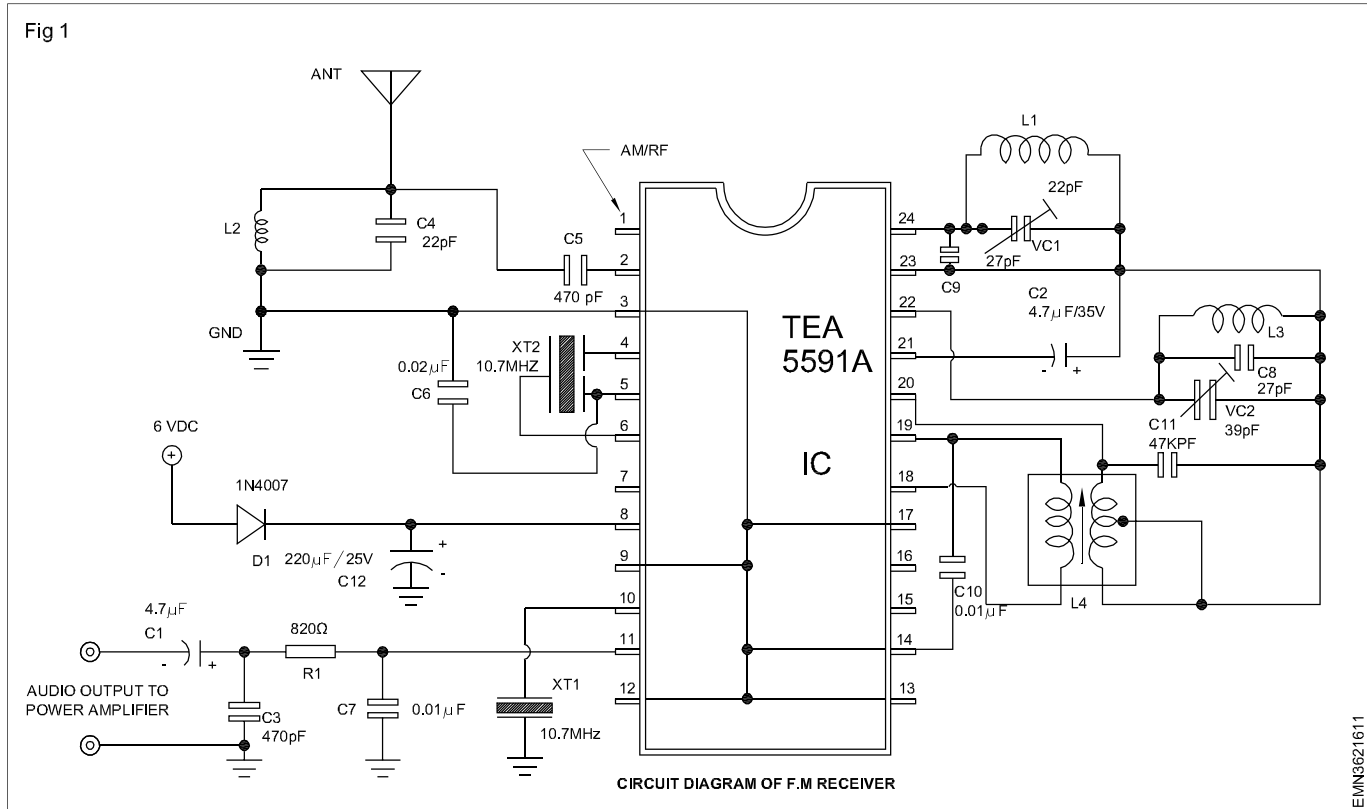 Fig 1
ANT
L2
C4
22pF
C5
470 pF
GND
0.02μF
C6
XT2
10.7MHZ
6 VDC
1N4007
D1
220μF/25V
C12
+
-
4.7μF
C1
-
+
820Ω
R1
AUDIO OUTPUT TO
POWER AMPLIFIER
C3
470pF
C7
0.01μF
XT1
10.7MHz
AM/RF
1
2
3
4
5
6
7
8
9
10
11
12
TEA
5591A
IC
24
23
22
21
20
19
18
17
16
15
14
13
L1
22pF
VC1
27pF
C9
C2
4.7μF/35V
-
+
L3
C8
27pF
VC2
39pF
C11
47KPF
C10
0.01μF
L4
CIRCUIT DIAGRAM OF F.M RECEIVER
EMN3621611